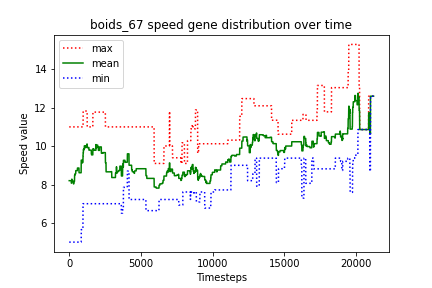 boids_67 speed gene distribution over time
max
mean
min
Speed value
14
12
10
8
6
0
5000
10000
15000
20000
Timesteps